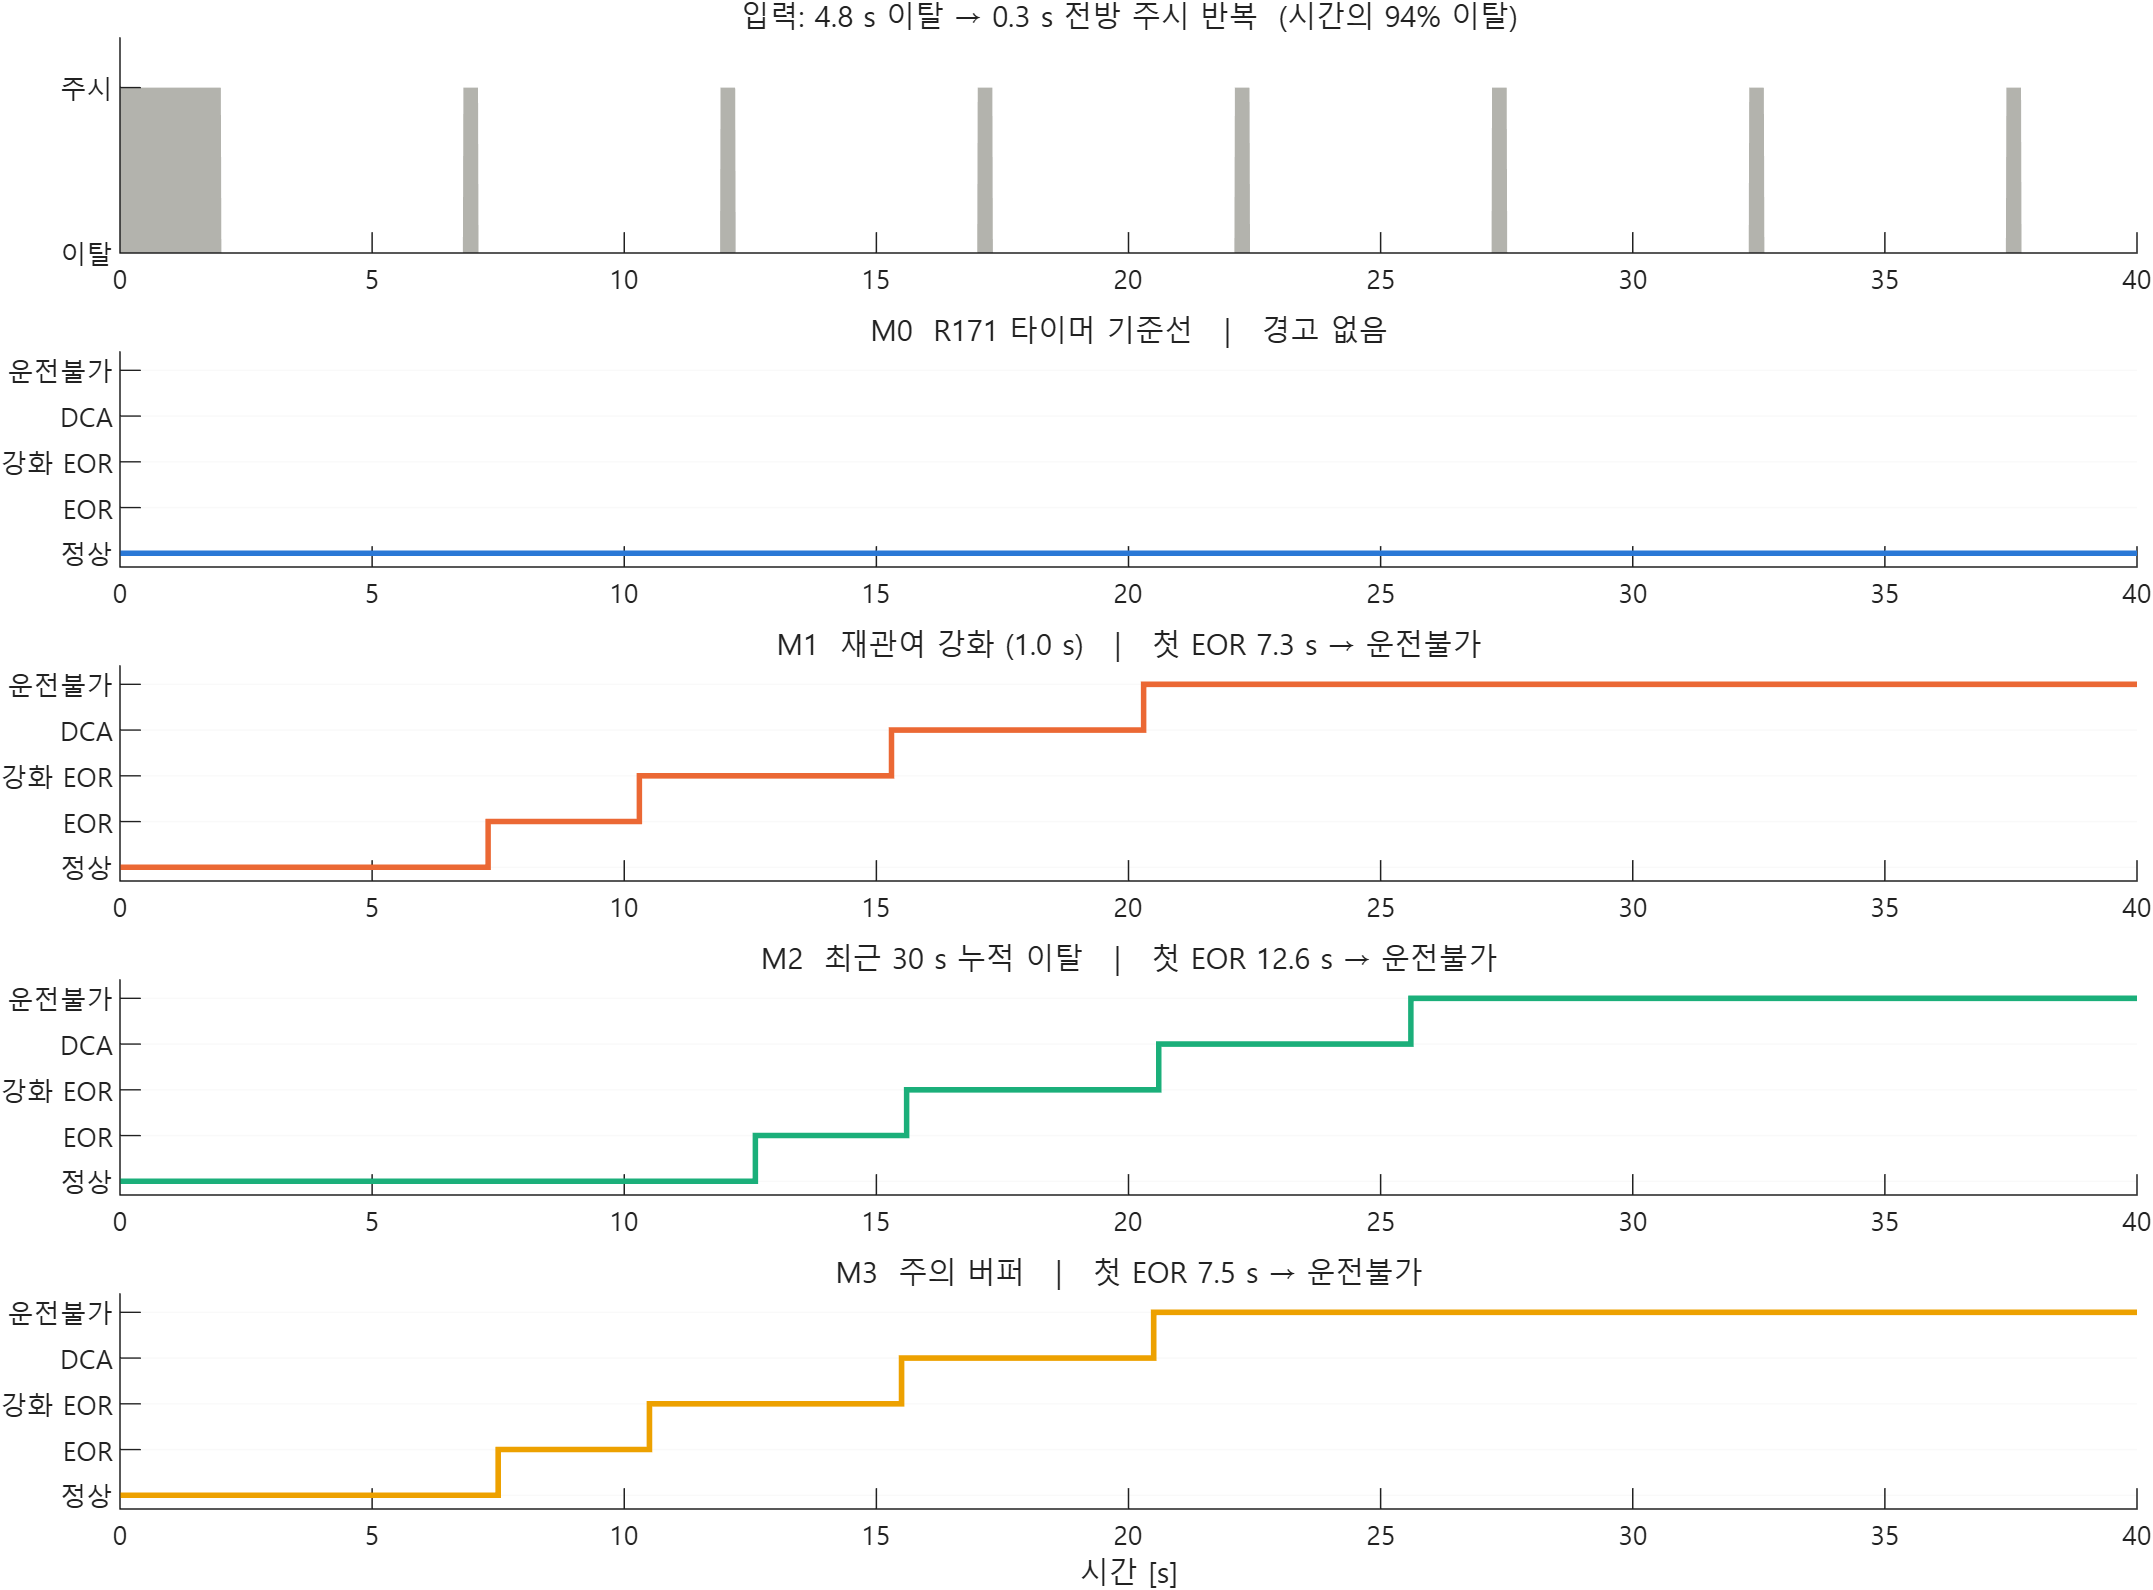 입력: 4.8 s 이탈 → 0.3 s 전방 주시 반복 (시간의 94% 이탈)
주시
이탈
0 5 10 15 20 25 30 35 40
M0 R171 타이머 기준선 | 경고 없음
운전불가
DCA
강화 EOR
EOR
정상
0 5 10 15 20 25 30 35 40
M1 재관여 강화 (1.0 s) | 첫 EOR 7.3 s → 운전불가
운전불가
DCA
강화 EOR
EOR
정상
0 5 10 15 20 25 30 35 40
M2 최근 30 s 누적 이탈 | 첫 EOR 12.6 s → 운전불가
운전불가
DCA
강화 EOR
EOR
정상
0 5 10 15 20 25 30 35 40
M3 주의 버퍼 | 첫 EOR 7.5 s → 운전불가
운전불가
DCA
강화 EOR
EOR
정상
0 5 10 15 20 25 30 35 40
시간 [s]